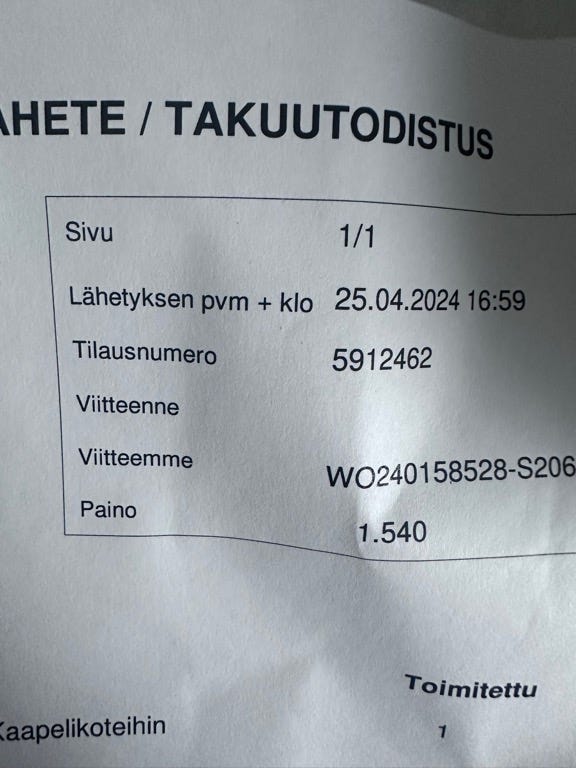 ÄHETE / TAKUUTODISTUS
Sivu 1/1
Lähetyksen pvm + klo 25.04.2024 16:59
Tilausnumero 5912462
Viitteenne
Viitteemme WO240158528-S206
Paino 1.540
Toimitettu
Kaapelikoteihin 1